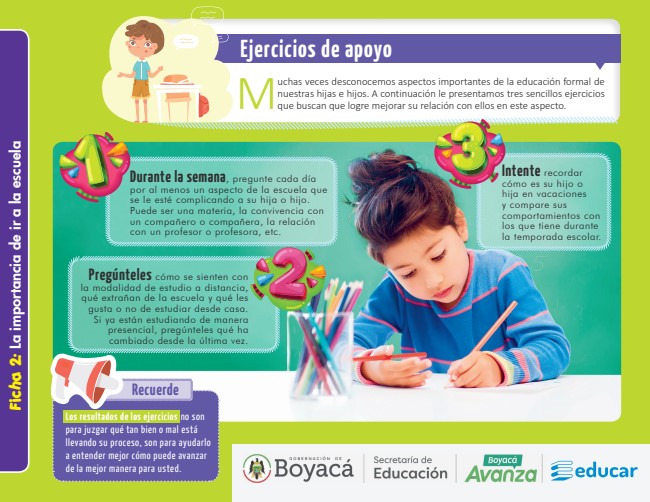 Ficha 2: La importancia de ir a la escuela
Ejercicios de apoyo
Muchas veces desconocemos aspectos importantes de la educación formal de
nuestras hijas e hijos. A continuación le presentamos tres sencillos ejercicios
que buscan que logre mejorar su relación con ellos en este aspecto.
1
Durante la semana, pregunte cada día
por al menos un aspecto de la escuela que
se le esté complicando a su hija o hijo.
Puede ser una materia, la convivencia con
un compañero o compañera, la relación
con un profesor o profesora, etc.
2
Pregúnteles cómo se sienten con
la modalidad de estudio a distancia,
qué extrañan de la escuela y qué les
gusta o no de estudiar desde casa.
Si ya están estudiando de manera
presencial, pregúnteles qué ha
cambiado desde la última vez.
3
Intente recordar
cómo es su hijo o
hija en vacaciones
y compare sus
comportamientos con
los que tiene durante
la temporada escolar.
Recuerde
Los resultados de los ejercicios no son
para juzgar qué tan bien o mal está
llevando su proceso, son para ayudarlo
a entender mejor cómo puede avanzar
de la mejor manera para usted.
GOBERNACIÓN DE
Boyacá
Secretaría de
Educación
Boyacá
Avanza
educar